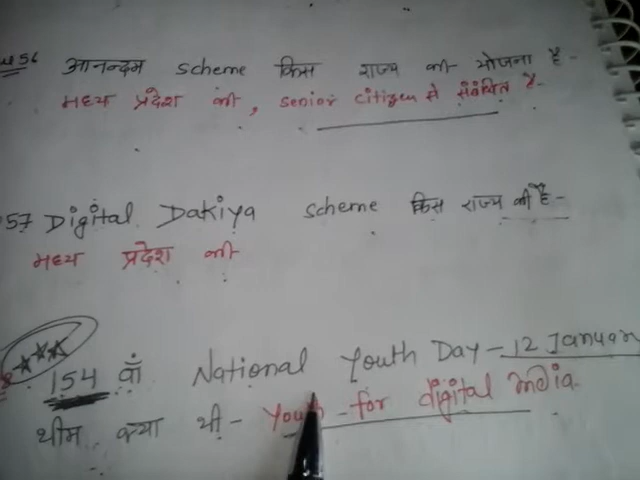 56 आनन्दम scheme किस राज्य की योजना है -
मध्य प्रदेश की, senior citizen से संबंधित है -
57 Digital Dakiya scheme किस राज्य की है -
मध्य प्रदेश की
154 वाँ National Youth Day - 12 January
थीम क्या थी - Youth - for digital India